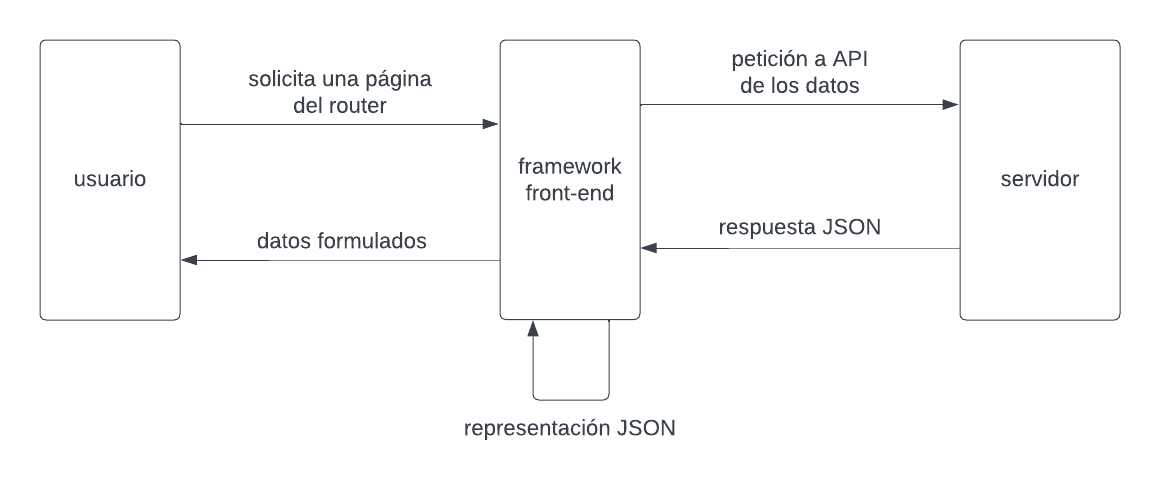 solicita una página
del router
petición a API
de los datos
usuario
framework
front-end
servidor
datos formulados
respuesta JSON
representación JSON